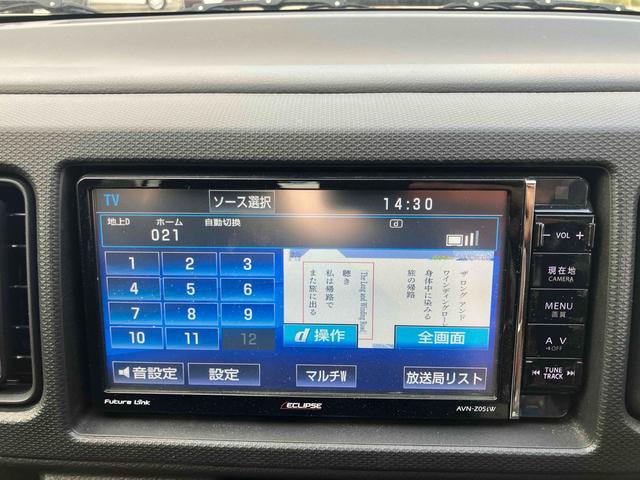 TV
ソース選択
14:30
地上D ホーム 自動切換
d
021
1 2 3
4 5 6
7 8 9
10 11 12
ザ ロング アンド
ワインディングロー
身体中に染みる
旅の帰路
The Long and Winding Road
聴き
私は帰路で
また旅に出る
d 操作
全画面
音設定
設定
マルチW
放送局リスト
Future Link
ECLIPSE
AVN-Z05iW
VOL +
現在地
CAMERA
MENU
画質
A V
OFF
TUNE
TRACK